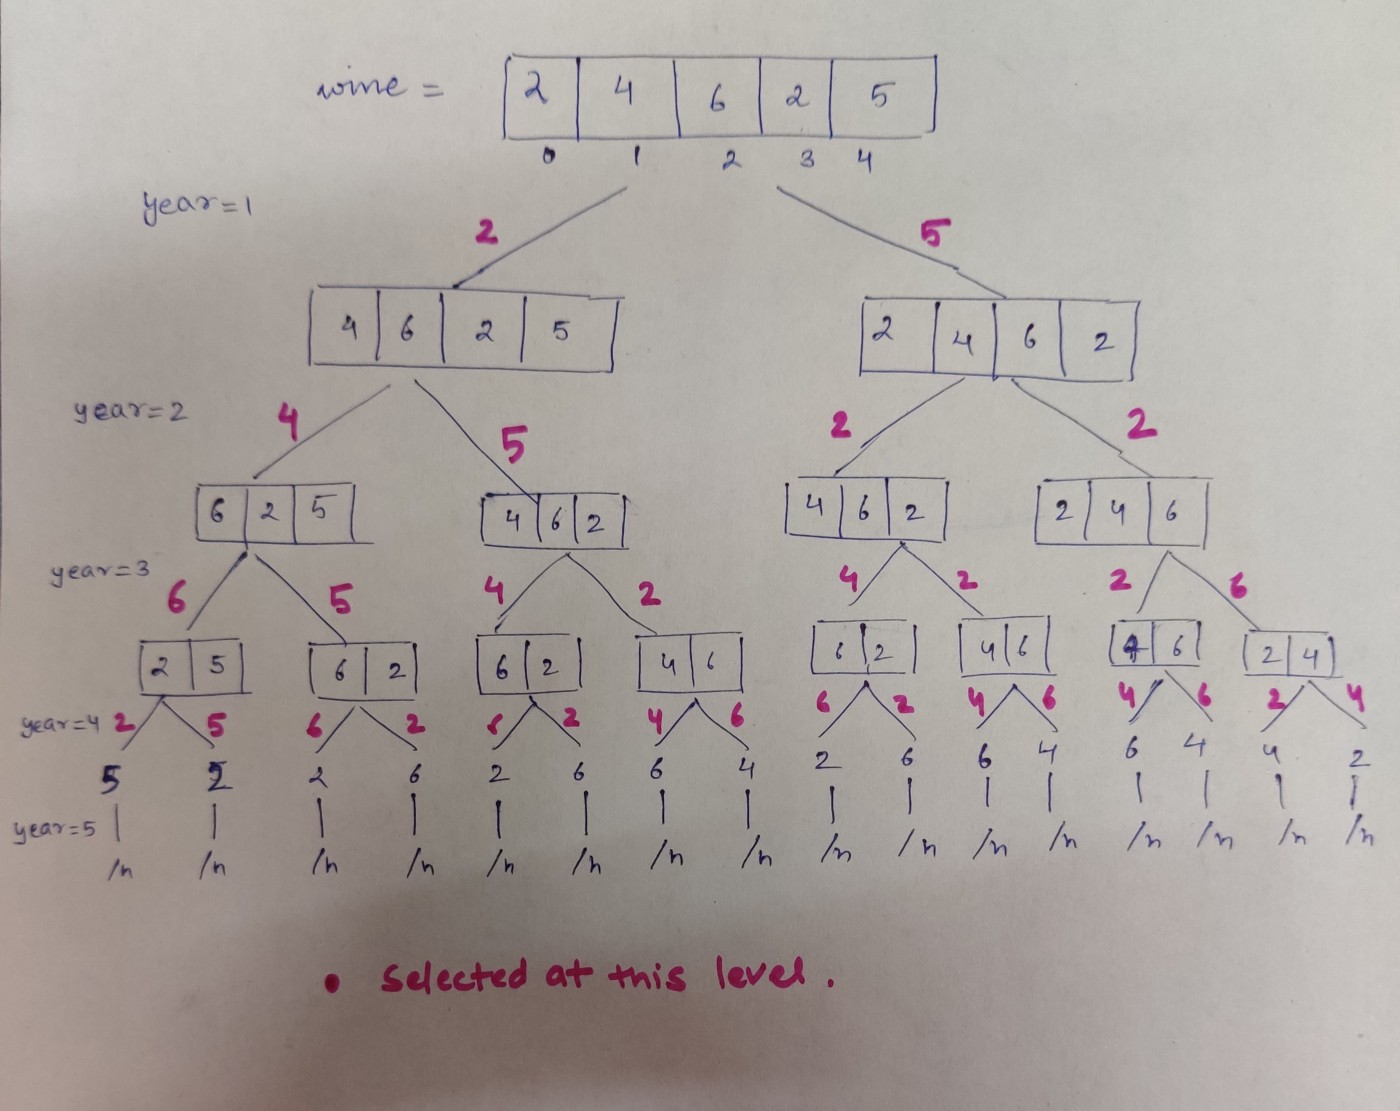 wine = 2 4 6 2 5
0 1 2 3 4
year=1
2 5
4 6 2 5 2 4 6 2
year=2
4 5 2 2
6 2 5 4 6 2 4 6 2 2 4 6
year=3
6 5 4 2 4 2 2 6
2 5 6 2 6 2 4 6 6 2 4 6 4 6 2 4
year=4 2 5 6 2 2 4 6 6 2 4 6 4 6 2 4
5 2 2 6 2 6 6 4 2 6 6 4 6 4 4 2
year=5
/n /n /n /n /n /n /n /n /n /n /n /n /n /n /n /n
• Selected at this level.